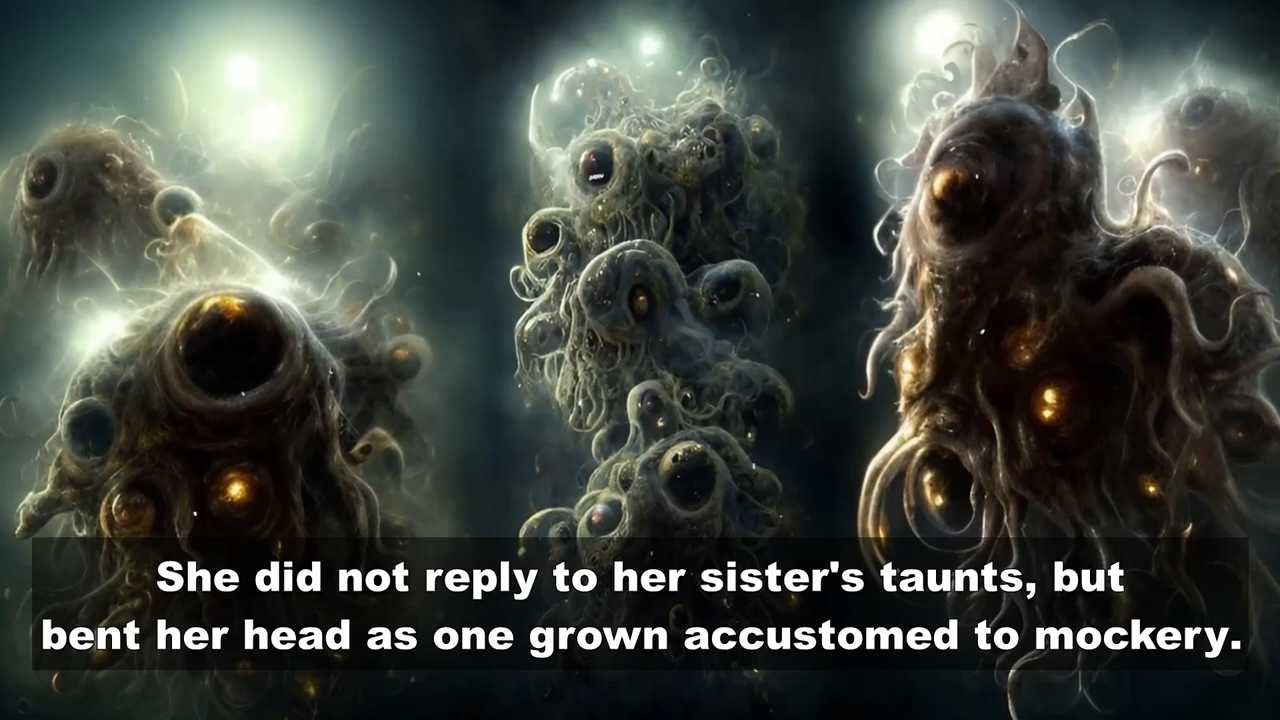 She did not reply to her sister's taunts, but
bent her head as one grown accustomed to mockery.